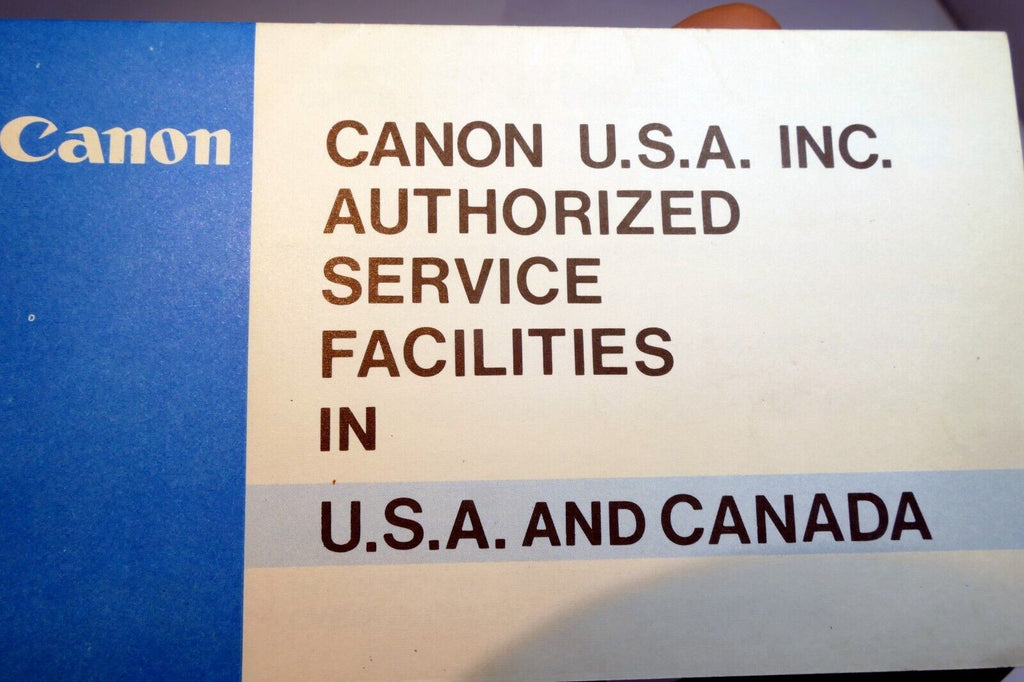 Canon
CANON U.S.A. INC.
AUTHORIZED
SERVICE
FACILITIES
IN
U.S.A. AND CANADA